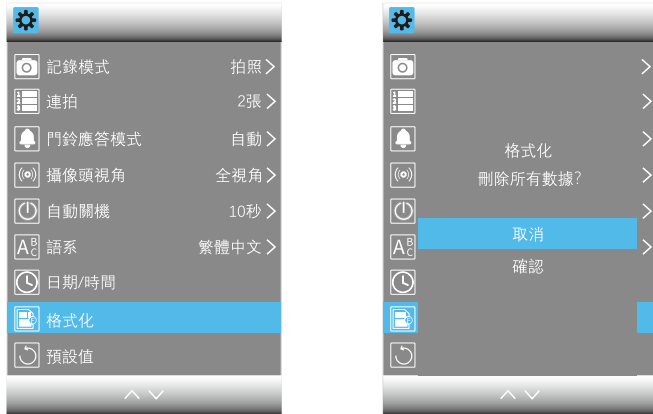 記錄模式 拍照
連拍 2張
門鈴應答模式 自動
攝像頭視角 全視角
自動關機 10秒
語系 繁體中文
日期/時間
格式化
預設值
格式化
刪除所有數據?
取消
確認